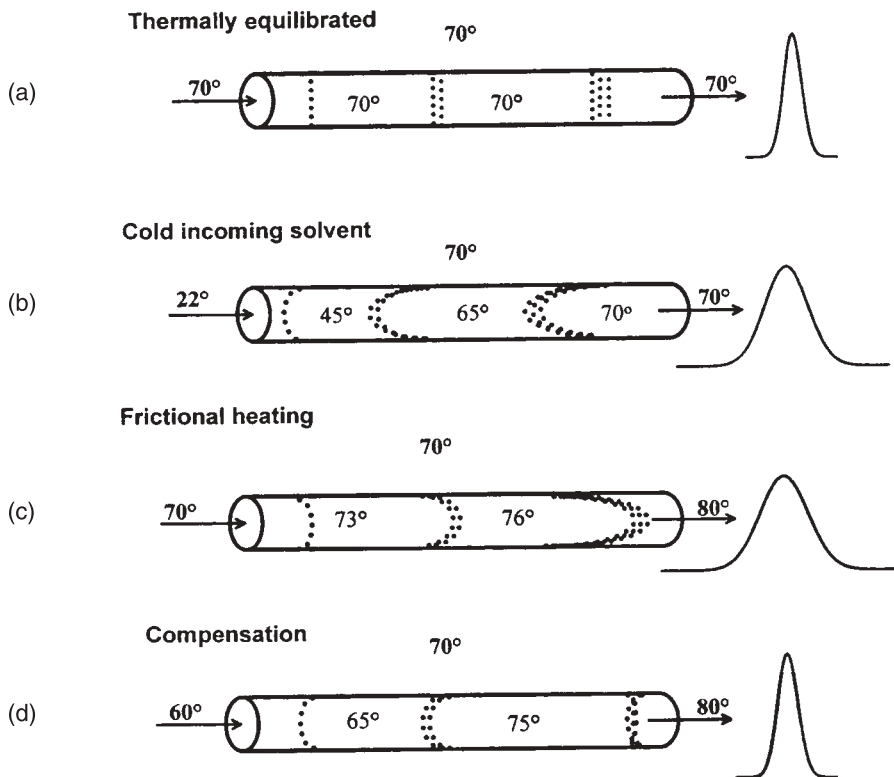 Thermally equilibrated
70°
(a)
70° 70° 70° 70°
Cold incoming solvent
70°
(b)
22° 45° 65° 70° 70°
Frictional heating
70°
(c)
70° 73° 76° 80°
Compensation
70°
(d)
60° 65° 75° 80°